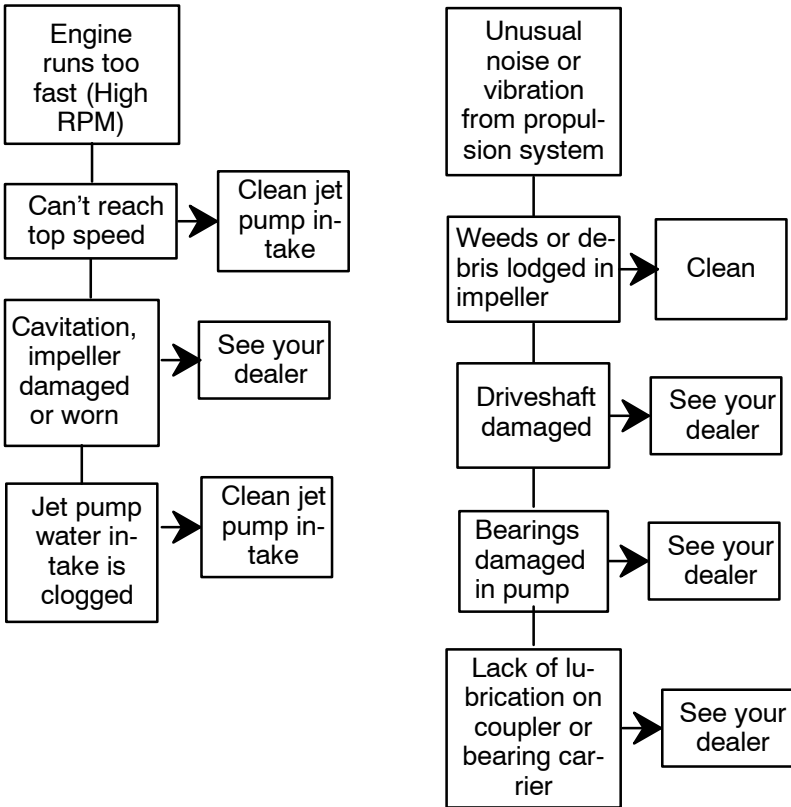 Engine
runs too
fast (High
RPM)
Can't reach
top speed
Clean jet
pump in-
take
Cavitation,
impeller
damaged
or worn
See your
dealer
Jet pump
water in-
take is
clogged
Clean jet
pump in-
take
Unusual
noise or
vibration
from propul-
sion system
Weeds or de-
bris lodged in
impeller
Clean
Driveshaft
damaged
See your
dealer
Bearings
damaged
in pump
See your
dealer
Lack of lu-
brication on
coupler or
bearing car-
rier
See your
dealer